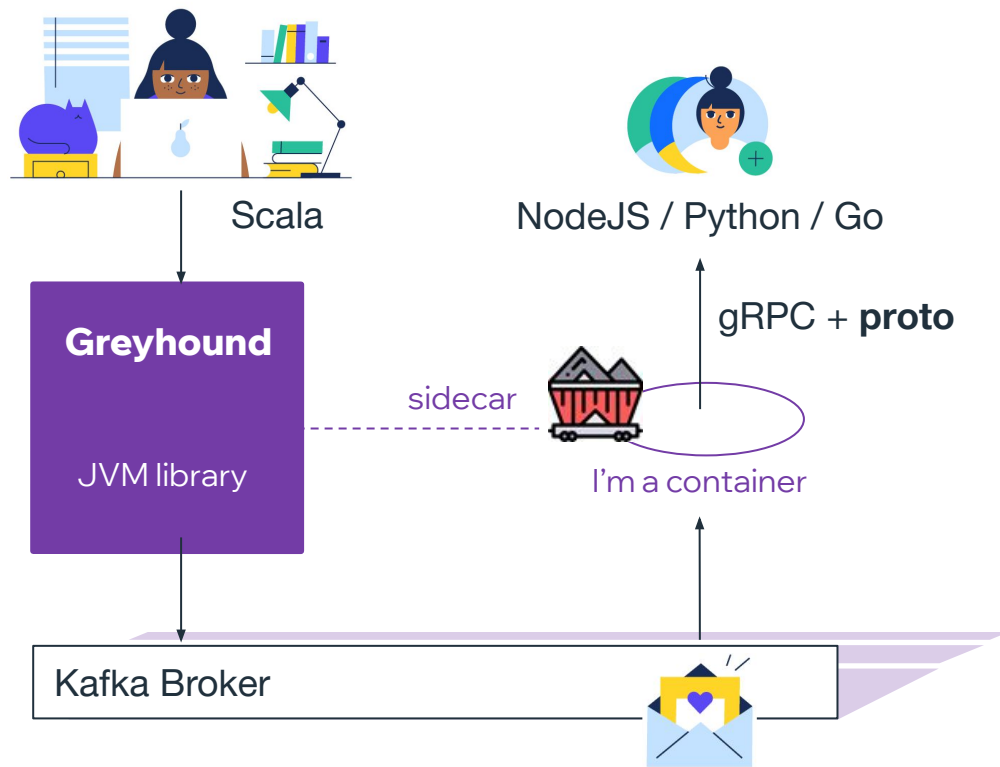 Scala
NodeJS / Python / Go
gRPC + proto
Greyhound
sidecar
JVM library
I'm a container
Kafka Broker